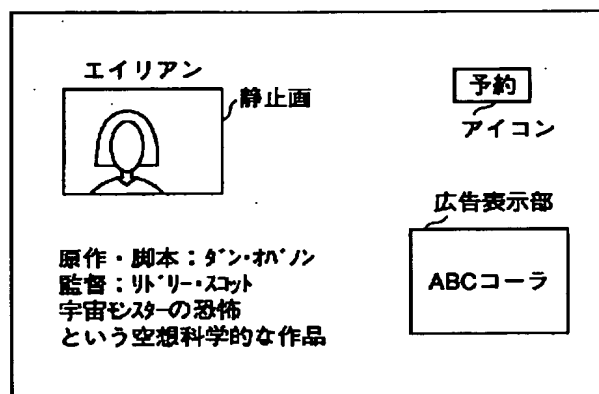 エイリアン
静止画
予約
アイコン
広告表示部
ABCコーラ
原作・脚本：ダン・オバノン
監督：リドリー・スコット
宇宙モンスターの恐怖
という空想科学的な作品